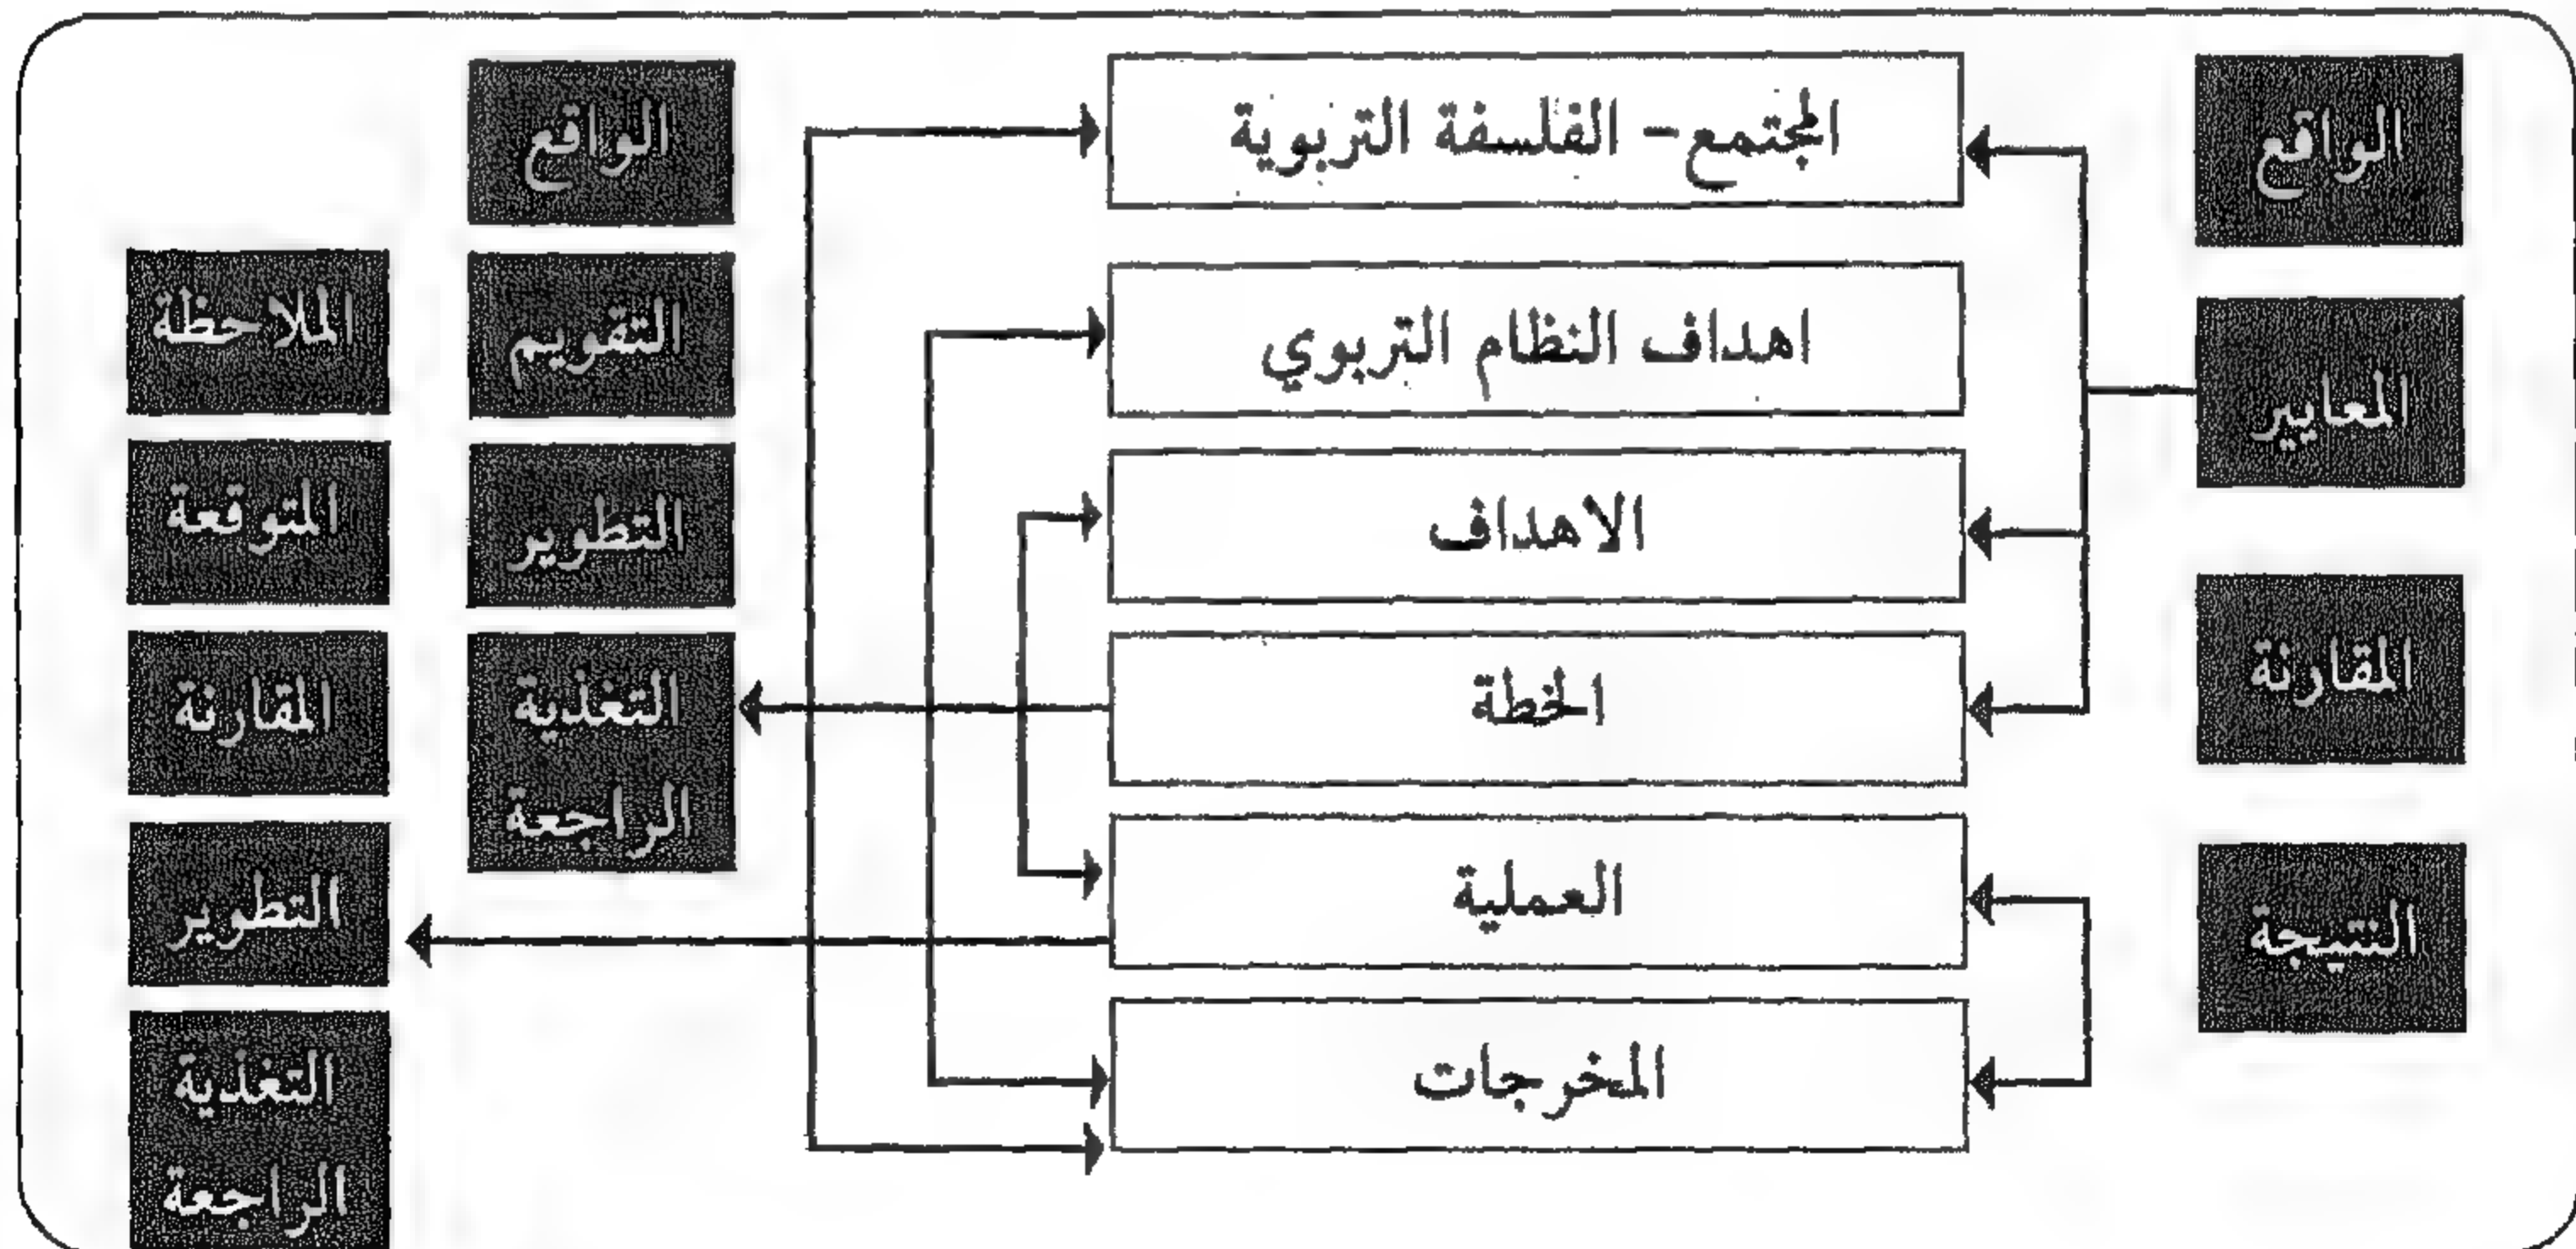 الواقع
المعايير
المقارنة
النتيجة
المجتمع - الفلسفة التربوية
اهداف النظام التربوي
الاهداف
الخطة
العملية
المخرجات
الواقع
التقويم
التطوير
التغذية
الراجعة
الملاحظة
المتوقعة
المقارنة
التطوير
التغذية
الراجعة